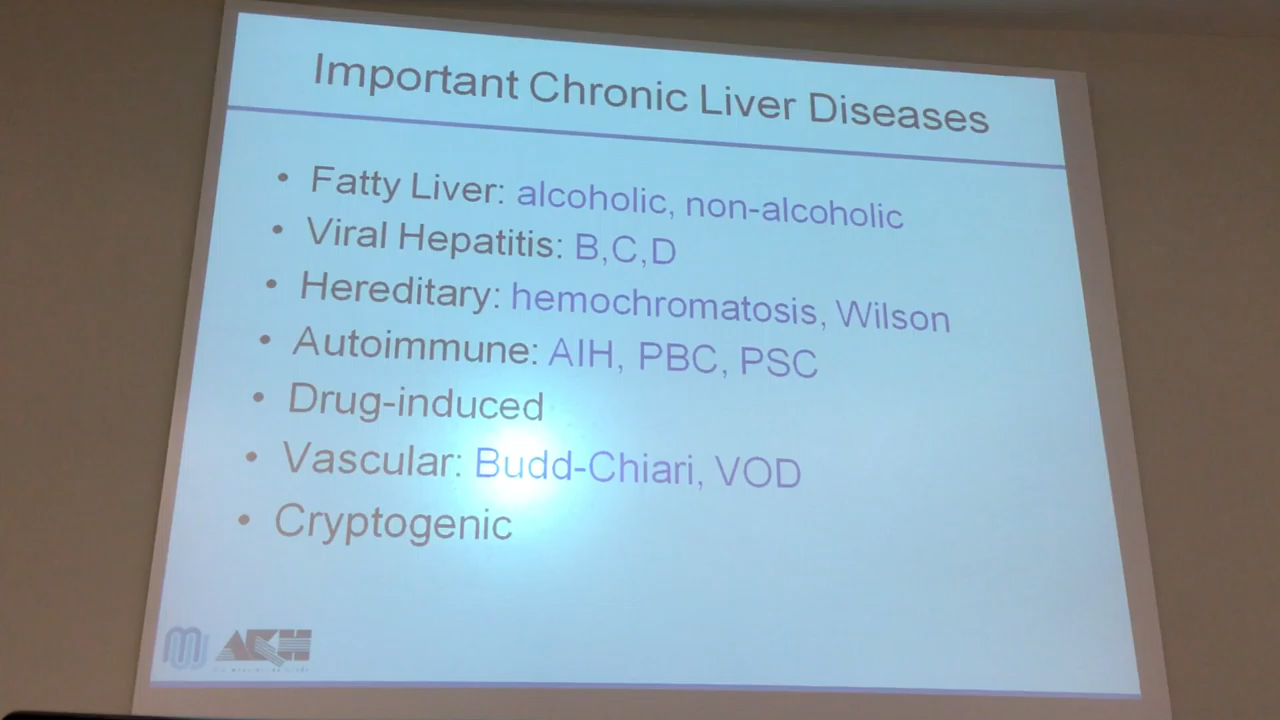 Important Chronic Liver Diseases
• Fatty Liver: alcoholic, non-alcoholic
• Viral Hepatitis: B,C,D
• Hereditary: hemochromatosis, Wilson
• Autoimmune: AIH, PBC, PSC
• Drug-induced
• Vascular: Budd-Chiari, VOD
• Cryptogenic
AKH